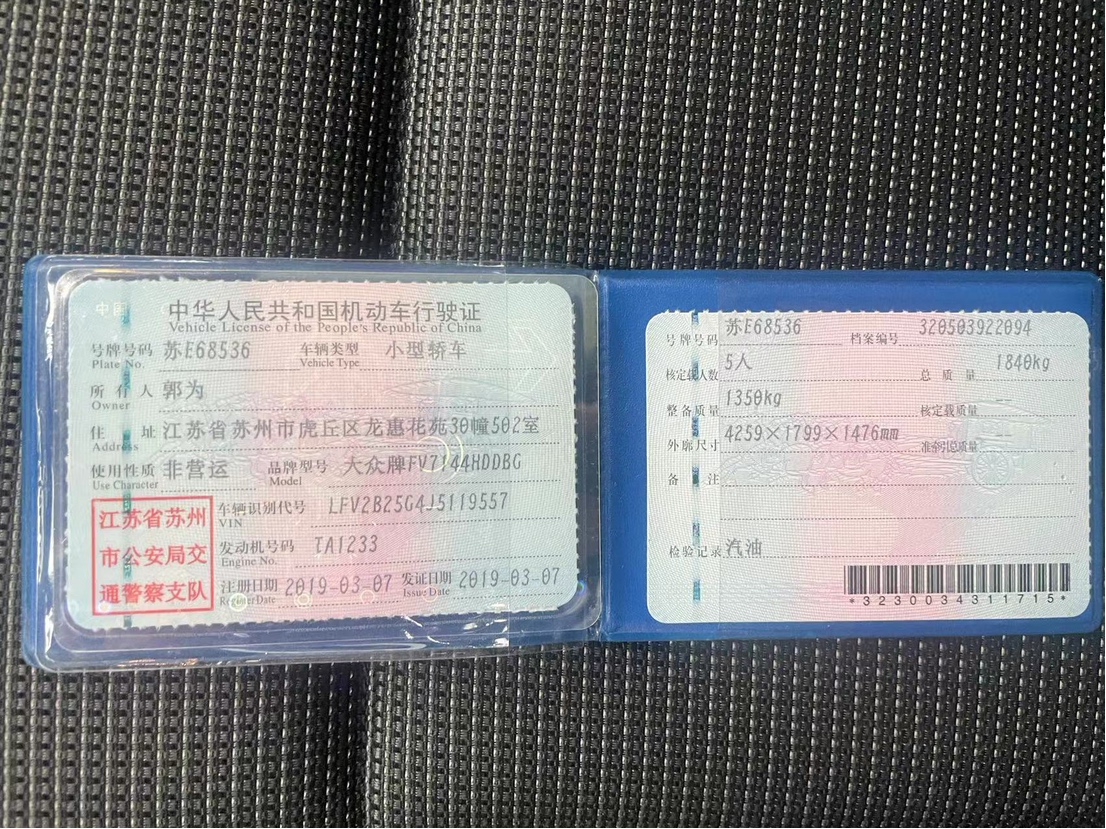 中华人民共和国机动车行驶证
Vehicle License of the People's Republic of China
号牌号码 苏E68536 车辆类型 小型轿车
Plate No. Vehicle Type
所有人 郭为
Owner
住址 江苏省苏州市虎丘区龙惠花苑30幢502室
Address
使用性质 非营运 品牌型号 大众牌FV7144HDDBG
Use Character Model
江苏省苏州
市公安局交
通警察支队
车辆识别代号 LFV2B25G4J5119557
VIN
发动机号码 TA1233
Engine No.
注册日期 2019-03-07 发证日期 2019-03-07
Register Date Issue Date
号牌号码 苏E68536 档案编号 320503922094
核定载人数 5人 总质量 1840kg
整备质量 1350kg 核定载质量 --
外廓尺寸 4259×1799×1476mm 准牵引总质量 --
备注
检验记录 汽油
*3230034311715*